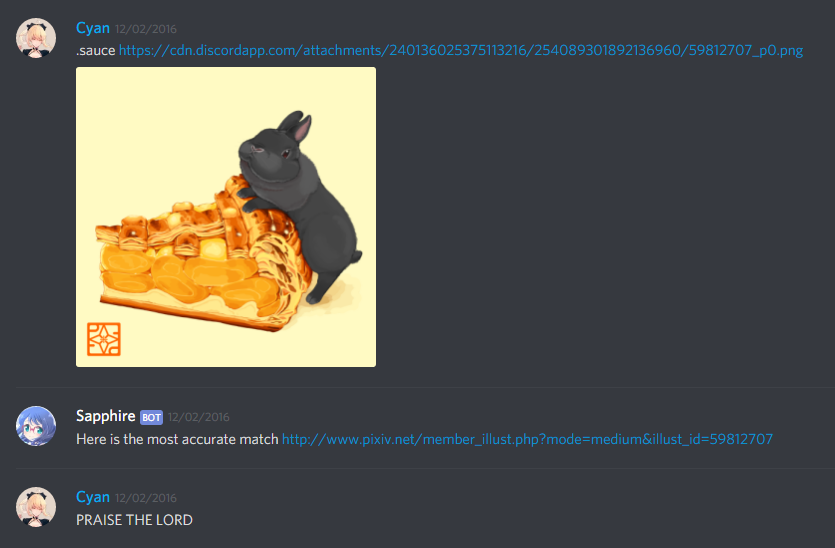 Cyan 12/02/2016
.sauce https://cdn.discordapp.com/attachments/240136025375113216/254089301892136960/59812707_p0.png
Sapphire BOT 12/02/2016
Here is the most accurate match http://www.pixiv.net/member_illust.php?mode=medium&illust_id=59812707
Cyan 12/02/2016
PRAISE THE LORD